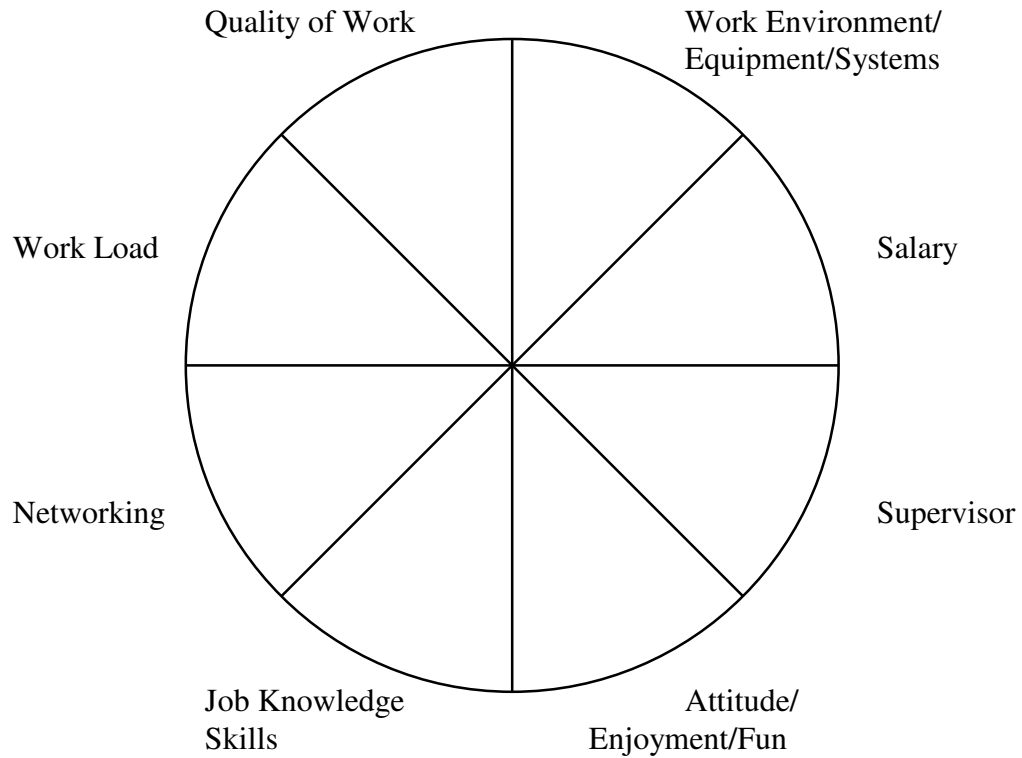 Quality of Work
Work Environment/
Equipment/Systems
Work Load
Salary
Networking
Supervisor
Job Knowledge
Skills
Attitude/
Enjoyment/Fun